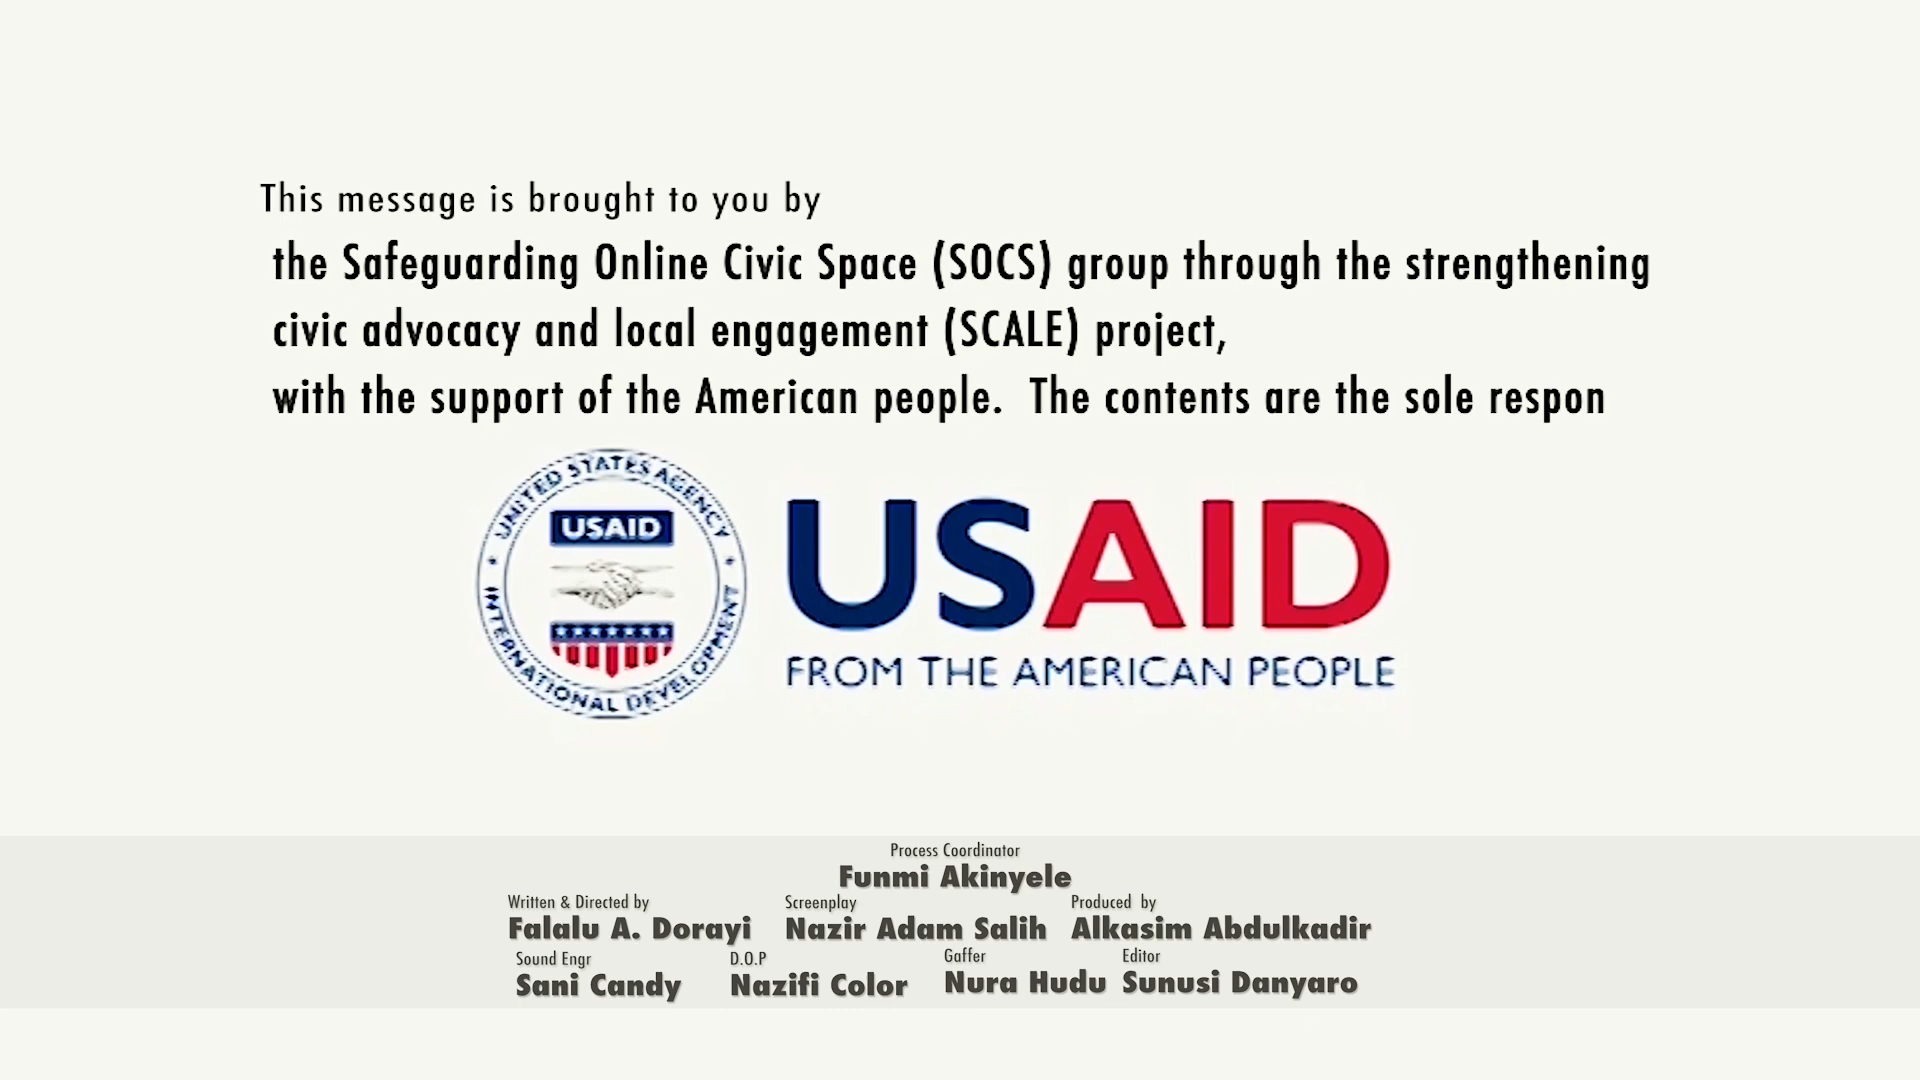 This message is brought to you by
the Safeguarding Online Civic Space (SOCS) group through the strengthening
civic advocacy and local engagement (SCALE) project,
with the support of the American people.  The contents are the sole respon
UNITED STATES AGENCY
USAID
INTERNATIONAL DEVELOPMENT
USAID
FROM THE AMERICAN PEOPLE
Process Coordinator
Funmi Akinyele
Written & Directed by
Falalu A. Dorayi
Screenplay
Nazir Adam Salih
Produced by
Alkasim Abdulkadir
Sound Engr
Sani Candy
D.O.P
Nazifi Color
Gaffer
Nura Hudu
Editor
Sunusi Danyaro